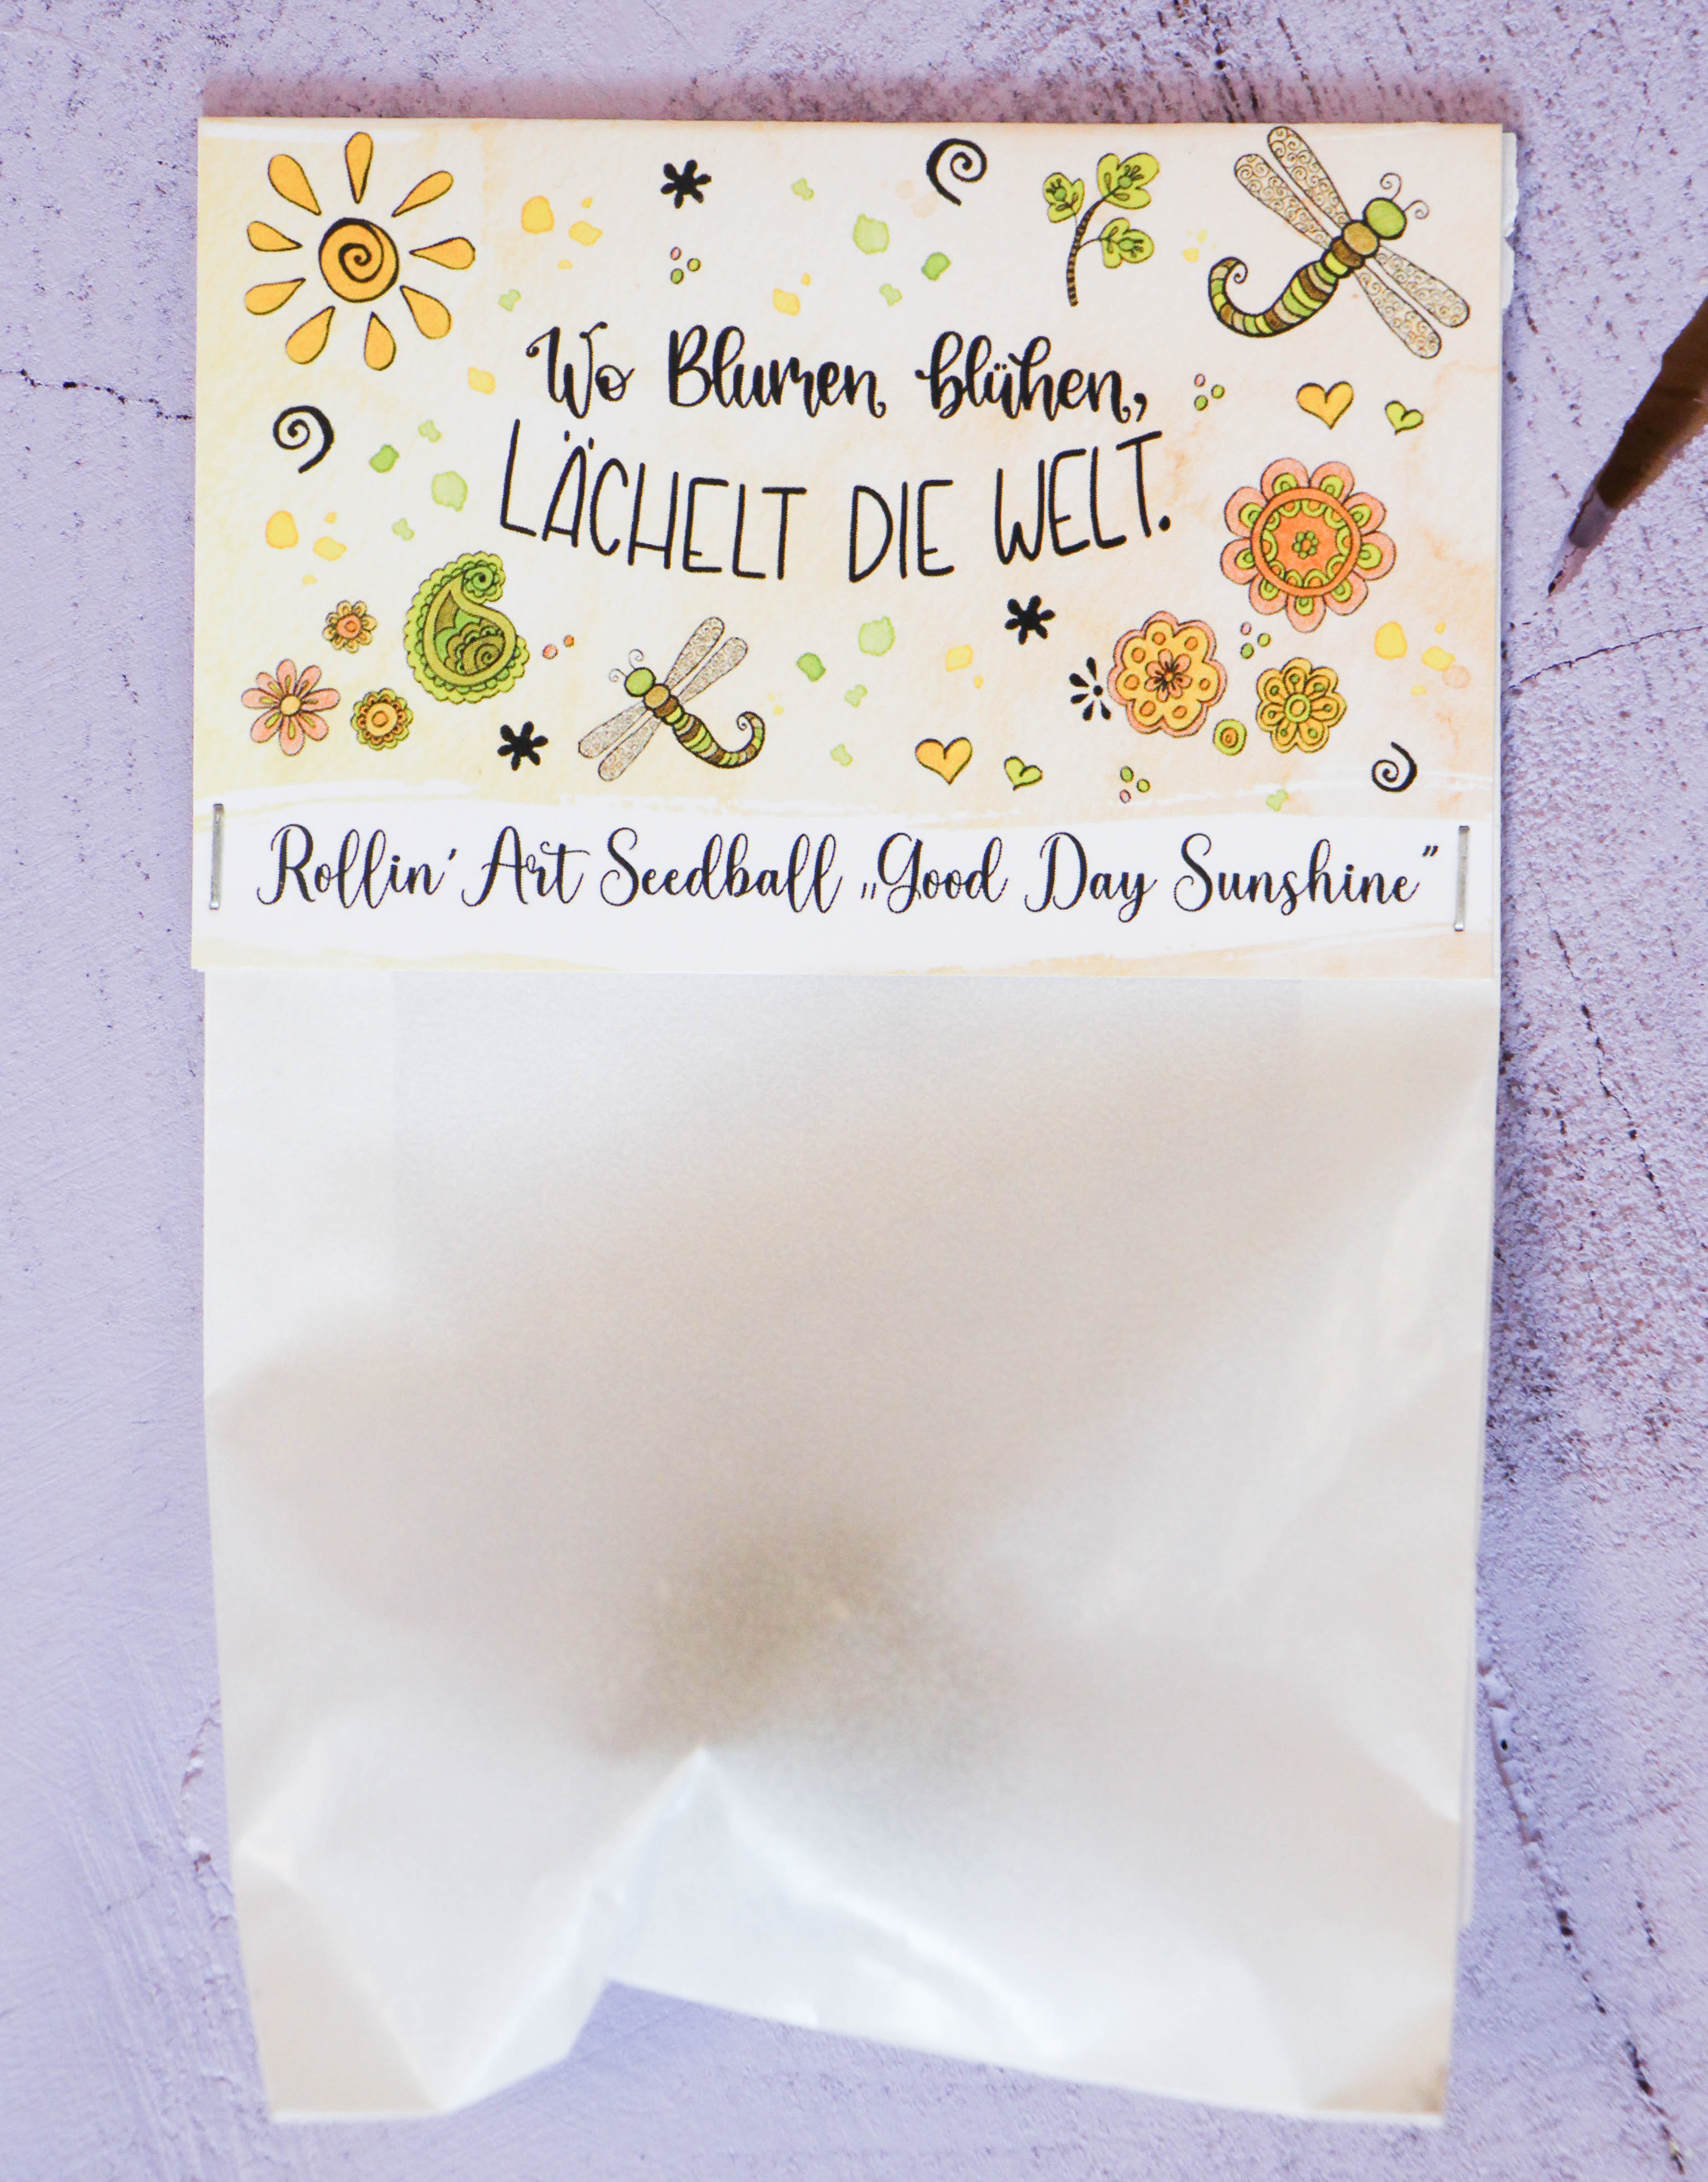 Wo Blumen blühen,
LÄCHELT DIE WELT.
Rollin' Art Seedball „Good Day Sunshine”